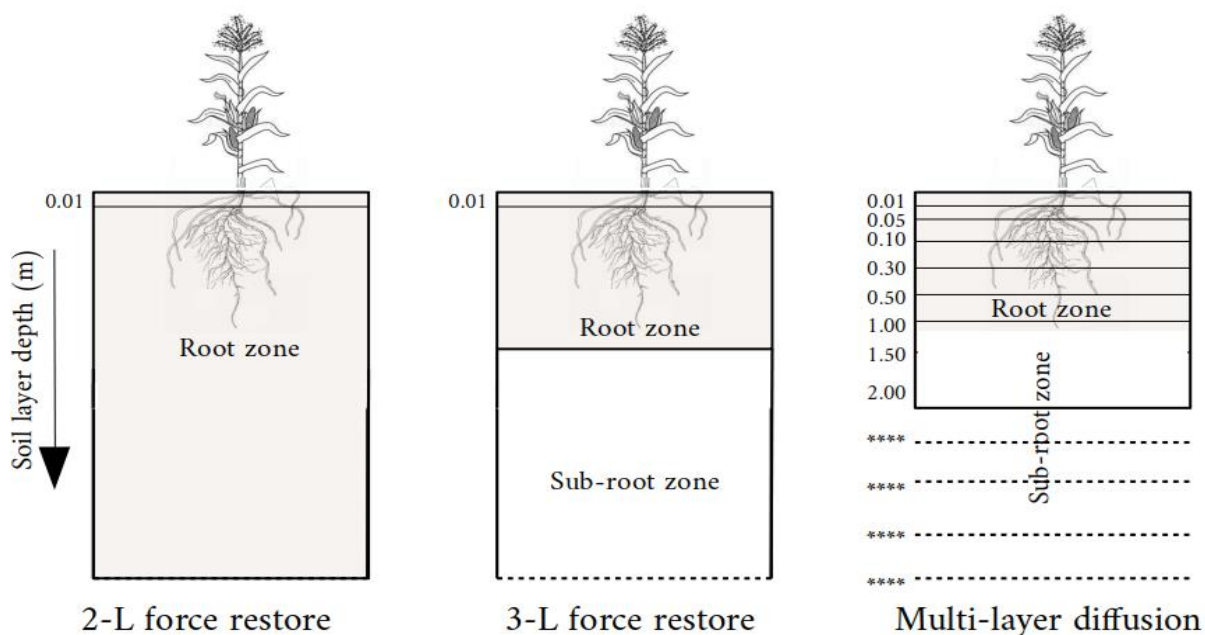 Soil layer depth (m)
0.01
Root zone
2-L force restore
0.01
Root zone
Sub-root zone
3-L force restore
0.01
0.05
0.10
0.30
0.50
1.00
1.50
2.00
Root zone
Sub-root zone
****
****
****
****
Multi-layer diffusion